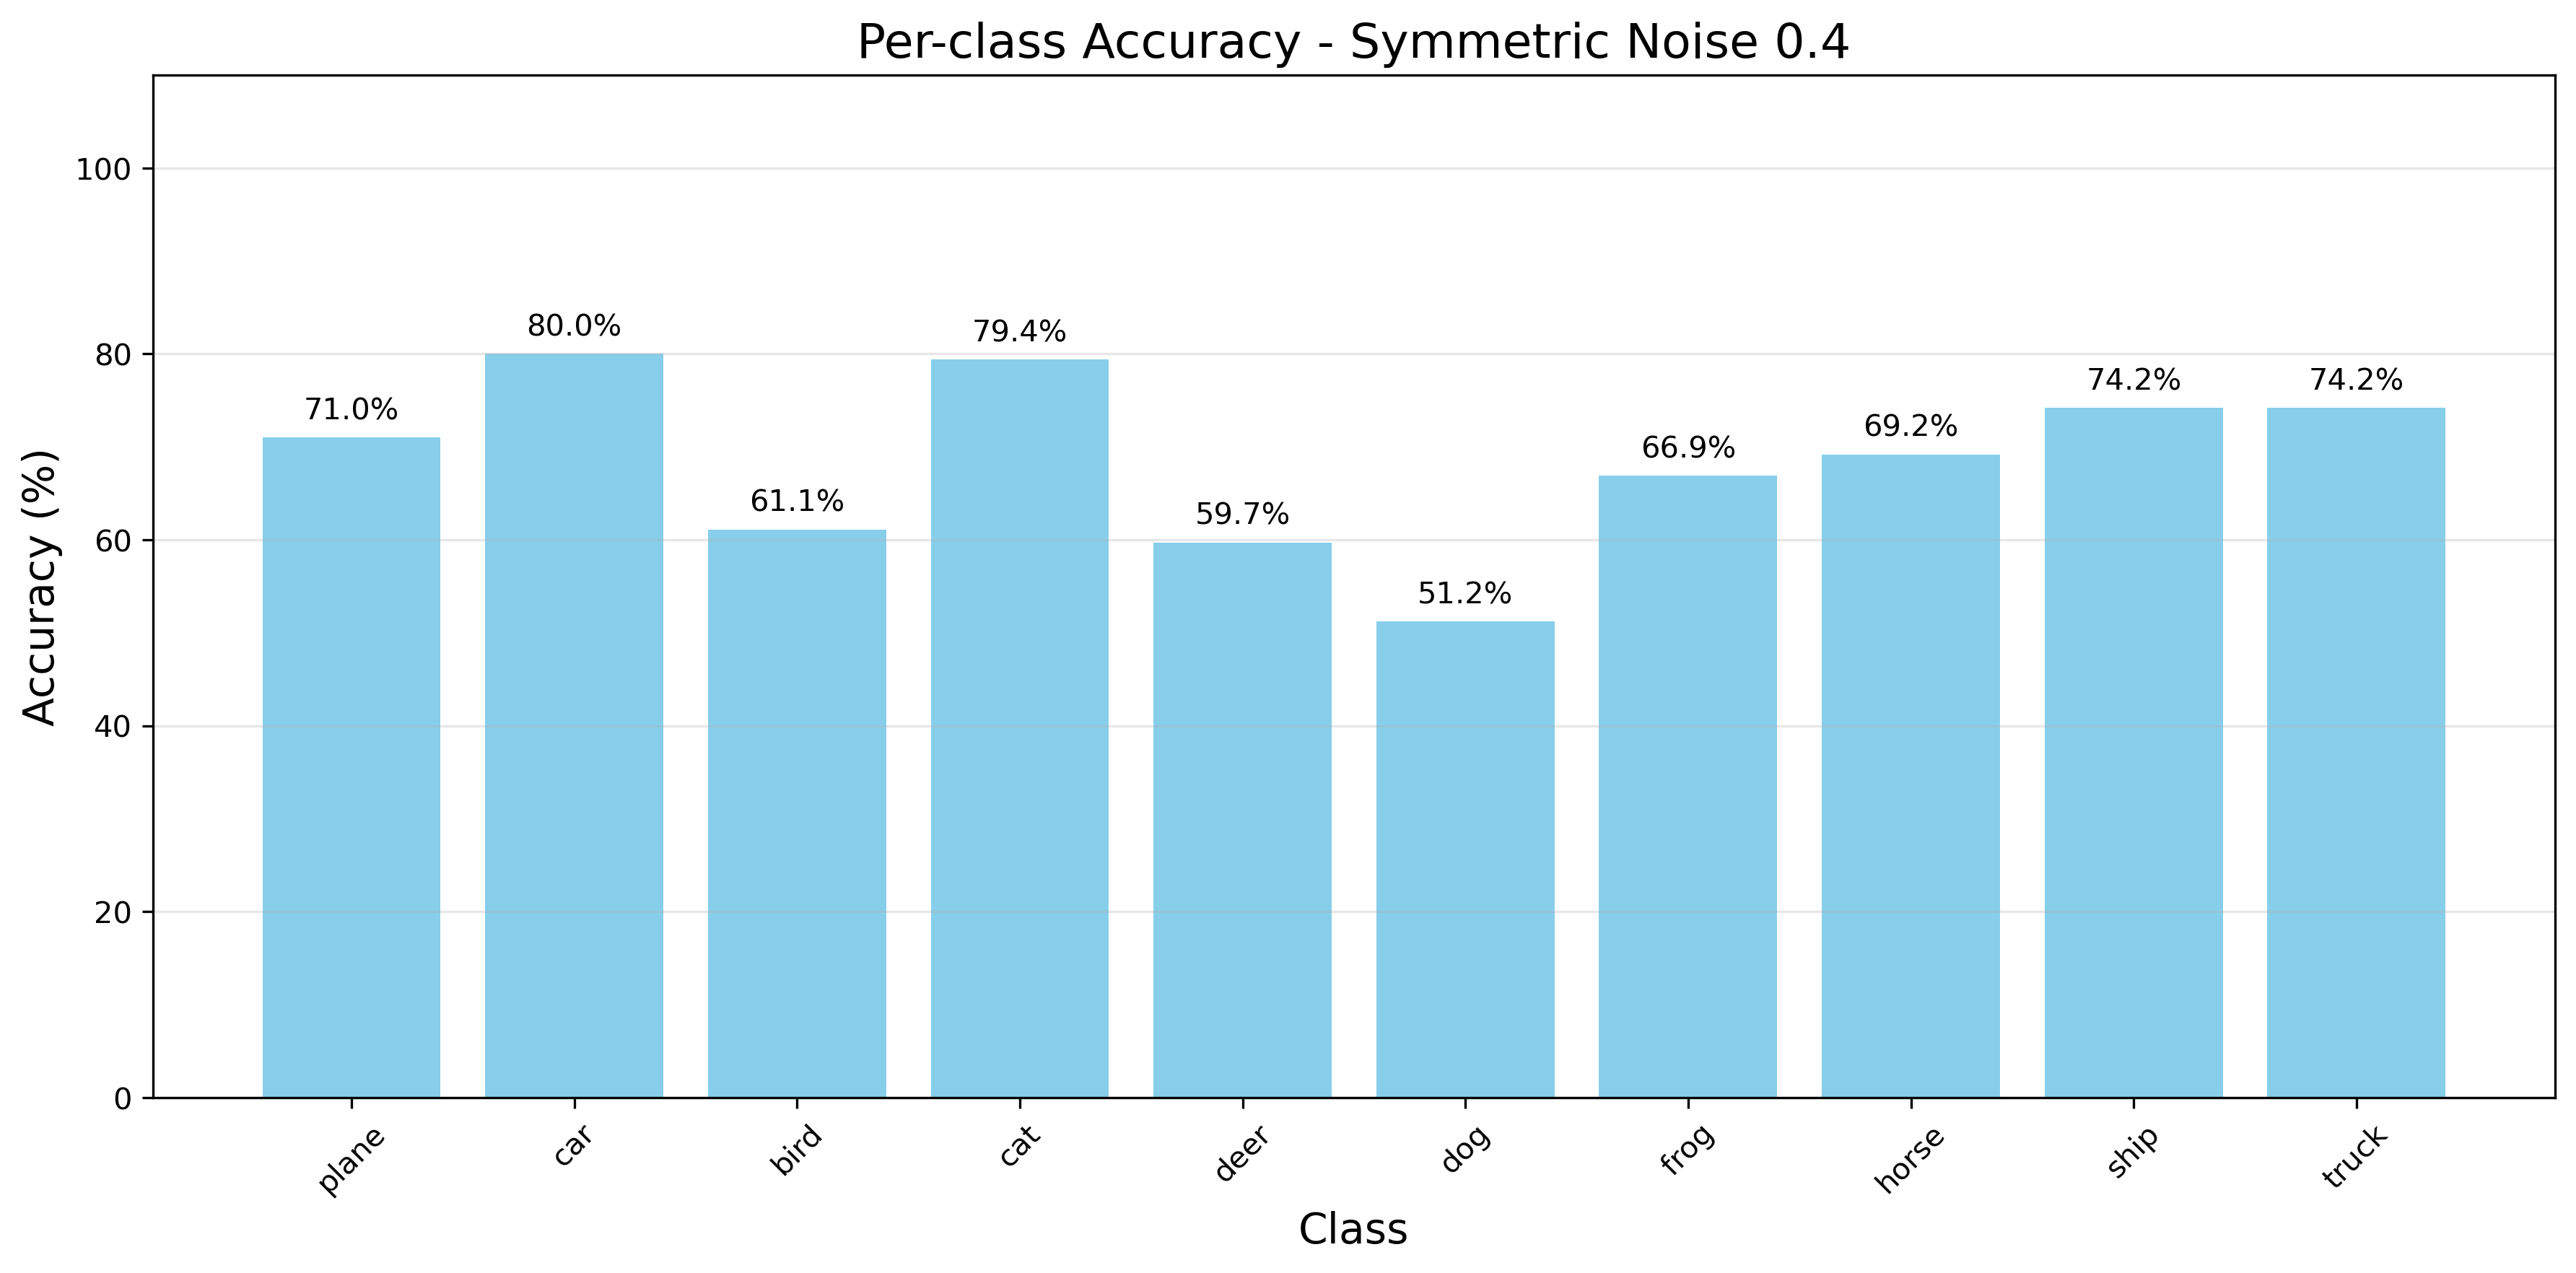 Per-class Accuracy - Symmetric Noise 0.4
Accuracy (%)
100
80
60
40
20
0
71.0%
80.0%
61.1%
79.4%
59.7%
51.2%
66.9%
69.2%
74.2%
74.2%
plane
car
bird
cat
deer
dog
frog
horse
ship
truck
Class